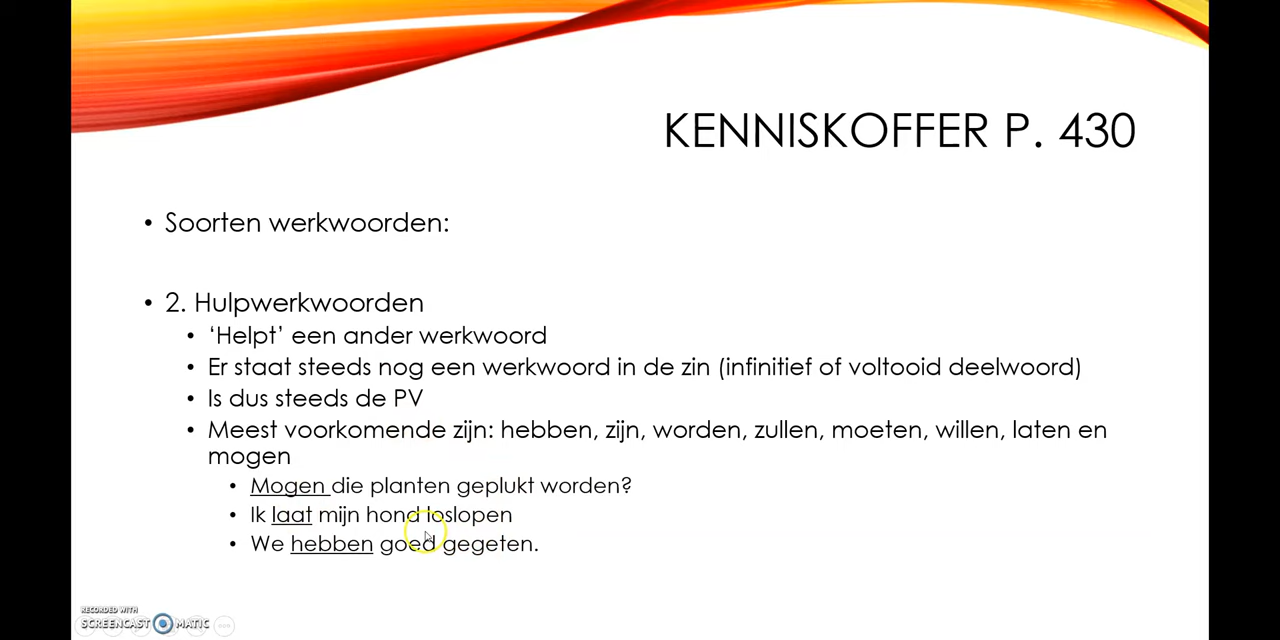 KENNISKOFFER P. 430
• Soorten werkwoorden:
• 2. Hulpwerkwoorden
• ‘Helpt’ een ander werkwoord
• Er staat steeds nog een werkwoord in de zin (infinitief of voltooid deelwoord)
• Is dus steeds de PV
• Meest voorkomende zijn: hebben, zijn, worden, zullen, moeten, willen, laten en
mogen
• Mogen die planten geplukt worden?
• Ik laat mijn hond loslopen
• We hebben goed gegeten.
RECORDED WITH
SCREENCAST MATIC